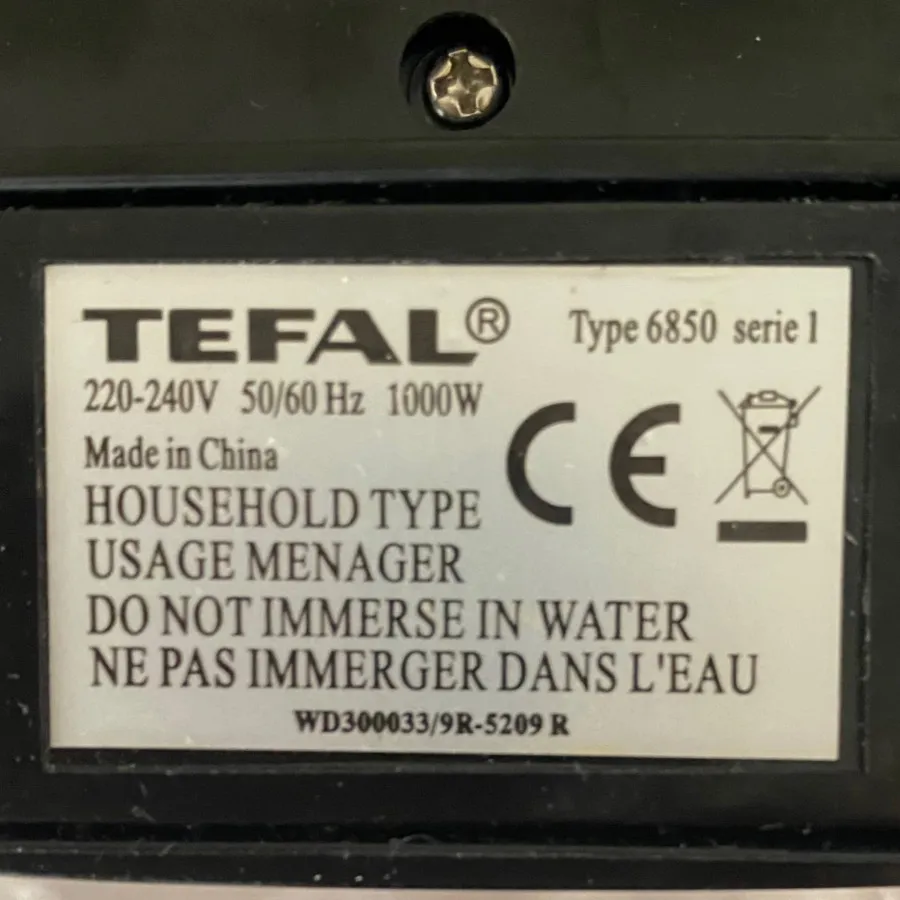 TEFAL® Type 6850 serie 1
220-240V 50/60 Hz 1000W
CE
Made in China
HOUSEHOLD TYPE
USAGE MENAGER
DO NOT IMMERSE IN WATER
NE PAS IMMERGER DANS L'EAU
WD300033/9R-5209 R